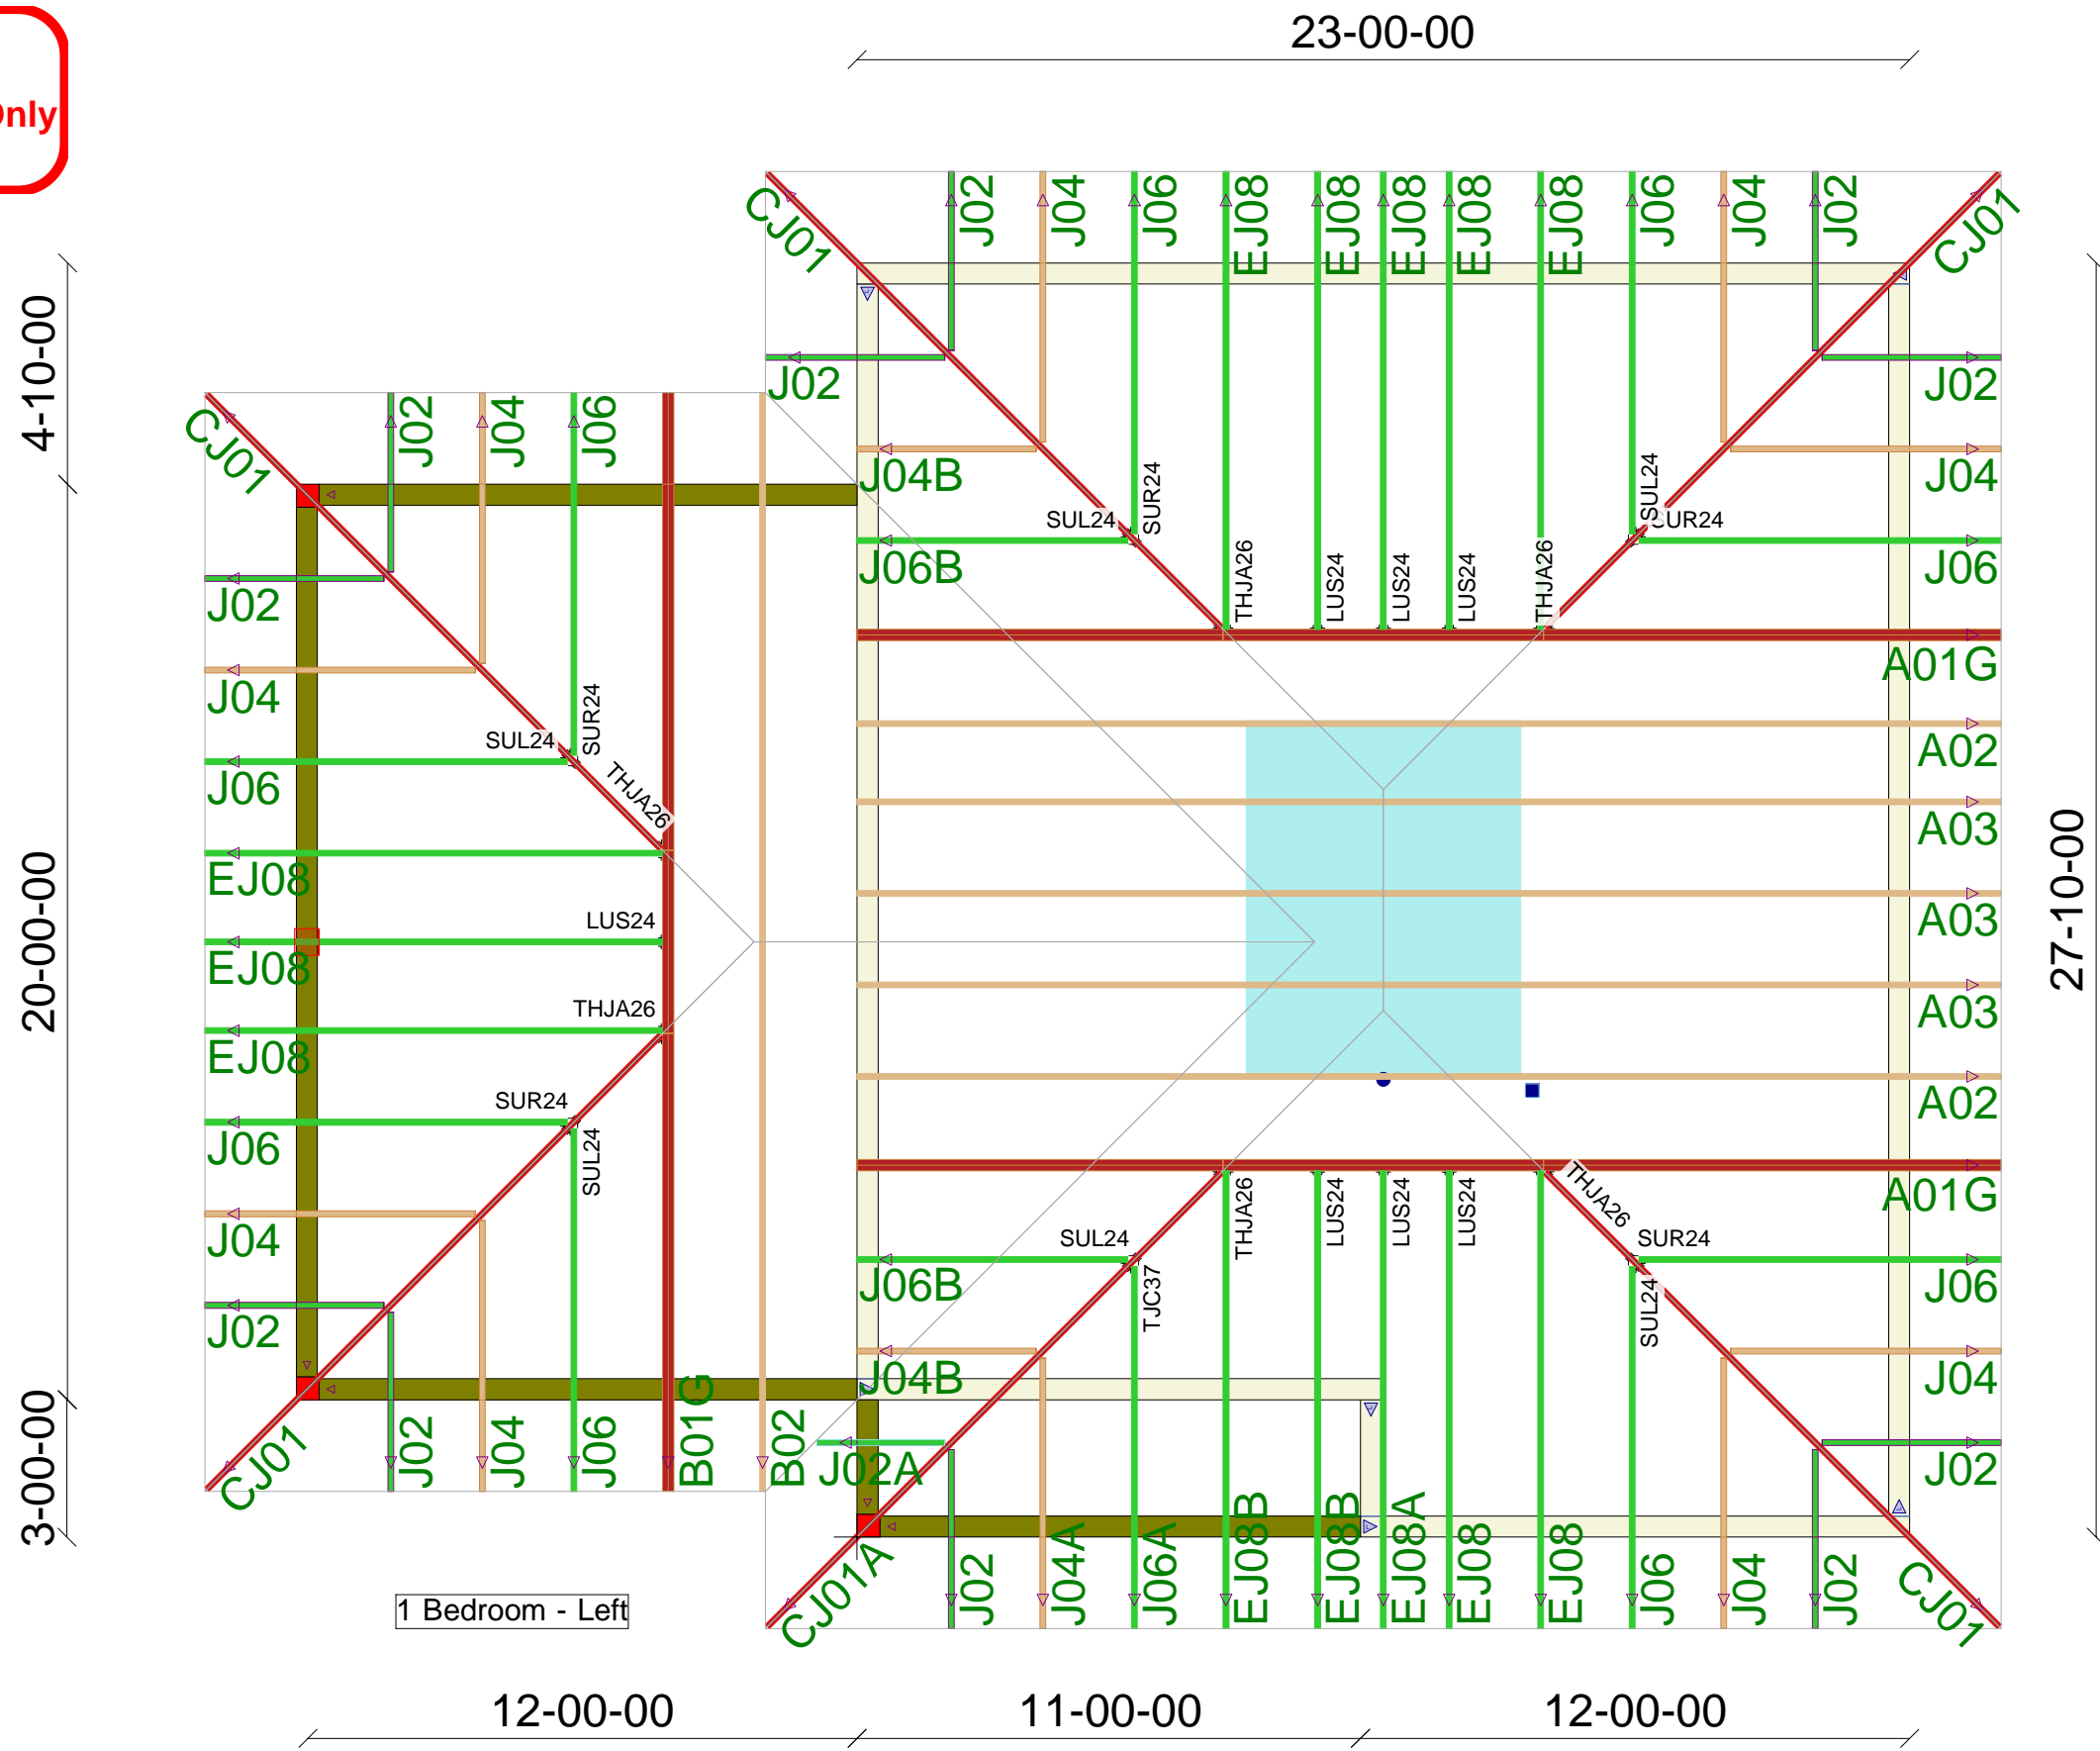 23-00-00
Only
J02
J04
J06
EJ08
EJ08
EJ08
EJ08
EJ08
J06
J04
J02
CJ01
CJ01
4-10-00
J02
J02
CJ01
J02
J04
J06
J04B
J04
SUL24
SUR24
SUL24
SUR24
J06B
J06
THJA26
LUS24
LUS24
LUS24
THJA26
J02
A01G
J04
SUL24
SUR24
A02
J06
THJA26
A03
EJ08
20-00-00
27-10-00
LUS24
A03
EJ08
THJA26
A03
EJ08
SUR24
A02
J06
SUL24
A01G
THJA26
LUS24
LUS24
LUS24
THJA26
J04
SUL24
SUR24
J06B
J06
TJC37
SUL24
J02
J04B
J04
3-00-00
CJ01
J02
J04
J06
B01G
B02
J02A
J02
CJ01A
J02
J04A
J06A
EJ08B
EJ08B
EJ08A
EJ08
EJ08
J06
J04
J02
CJ01
1 Bedroom - Left
12-00-00
11-00-00
12-00-00